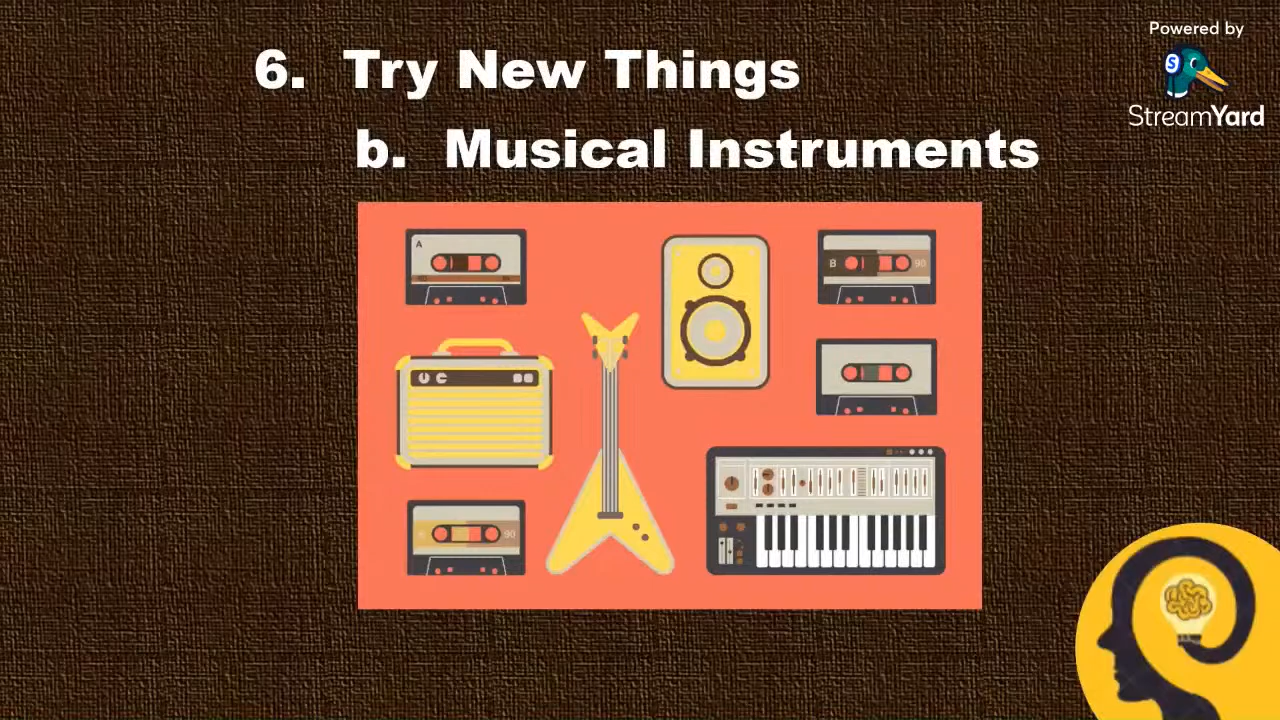 Powered by
StreamYard
6. Try New Things
b. Musical Instruments
A
B 90
90